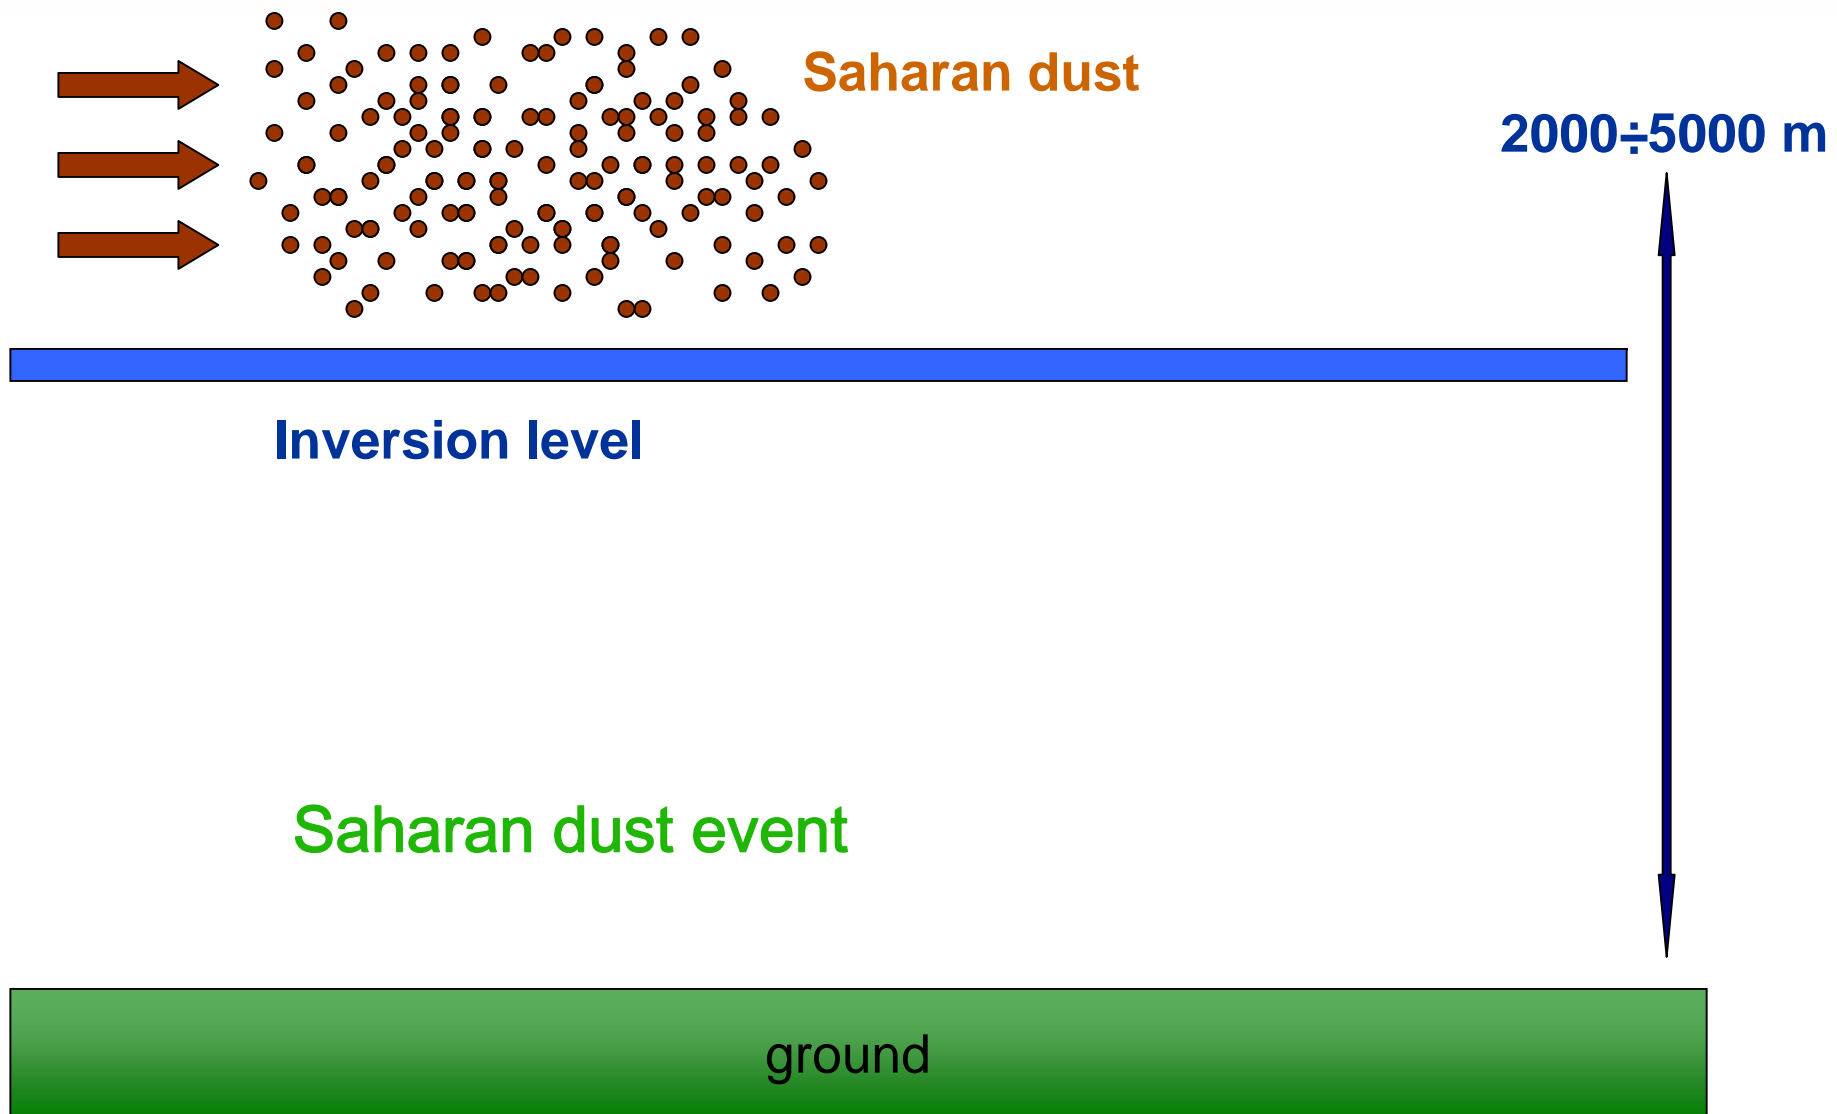 Saharan dust
2000÷5000 m
Inversion level
Saharan dust event
ground